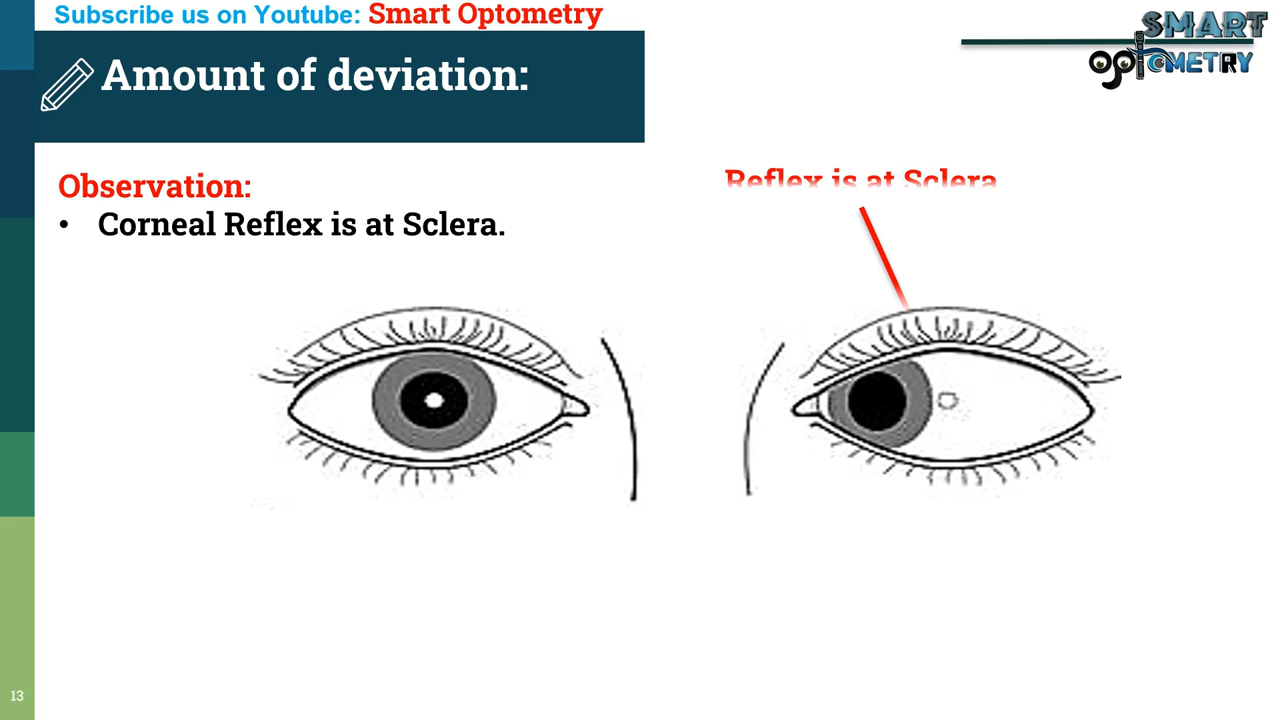 Subscribe us on Youtube: Smart Optometry
SMART
OptOMETRY
Amount of deviation:
Observation:
• Corneal Reflex is at Sclera.
Reflex is at Sclera
13